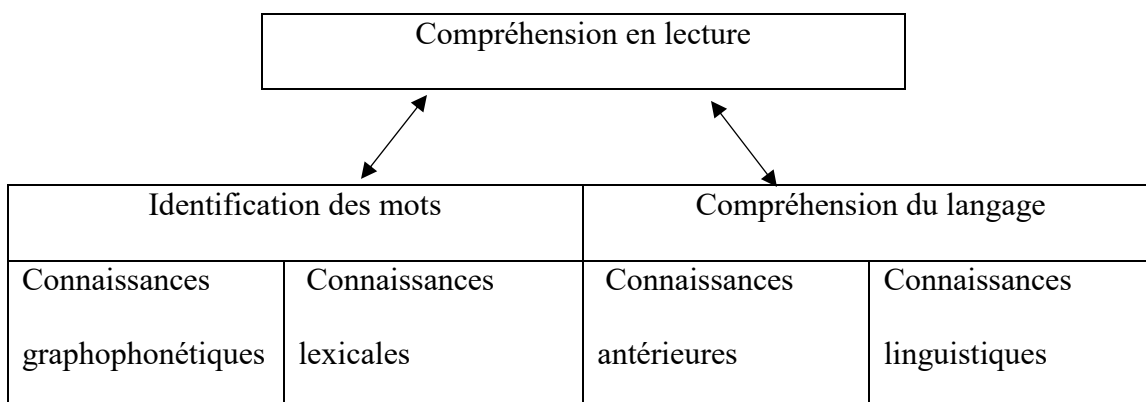 Compréhension en lecture
Identification des mots
Compréhension du langage
Connaissances
graphophonétiques
Connaissances
lexicales
Connaissances
antérieures
Connaissances
linguistiques